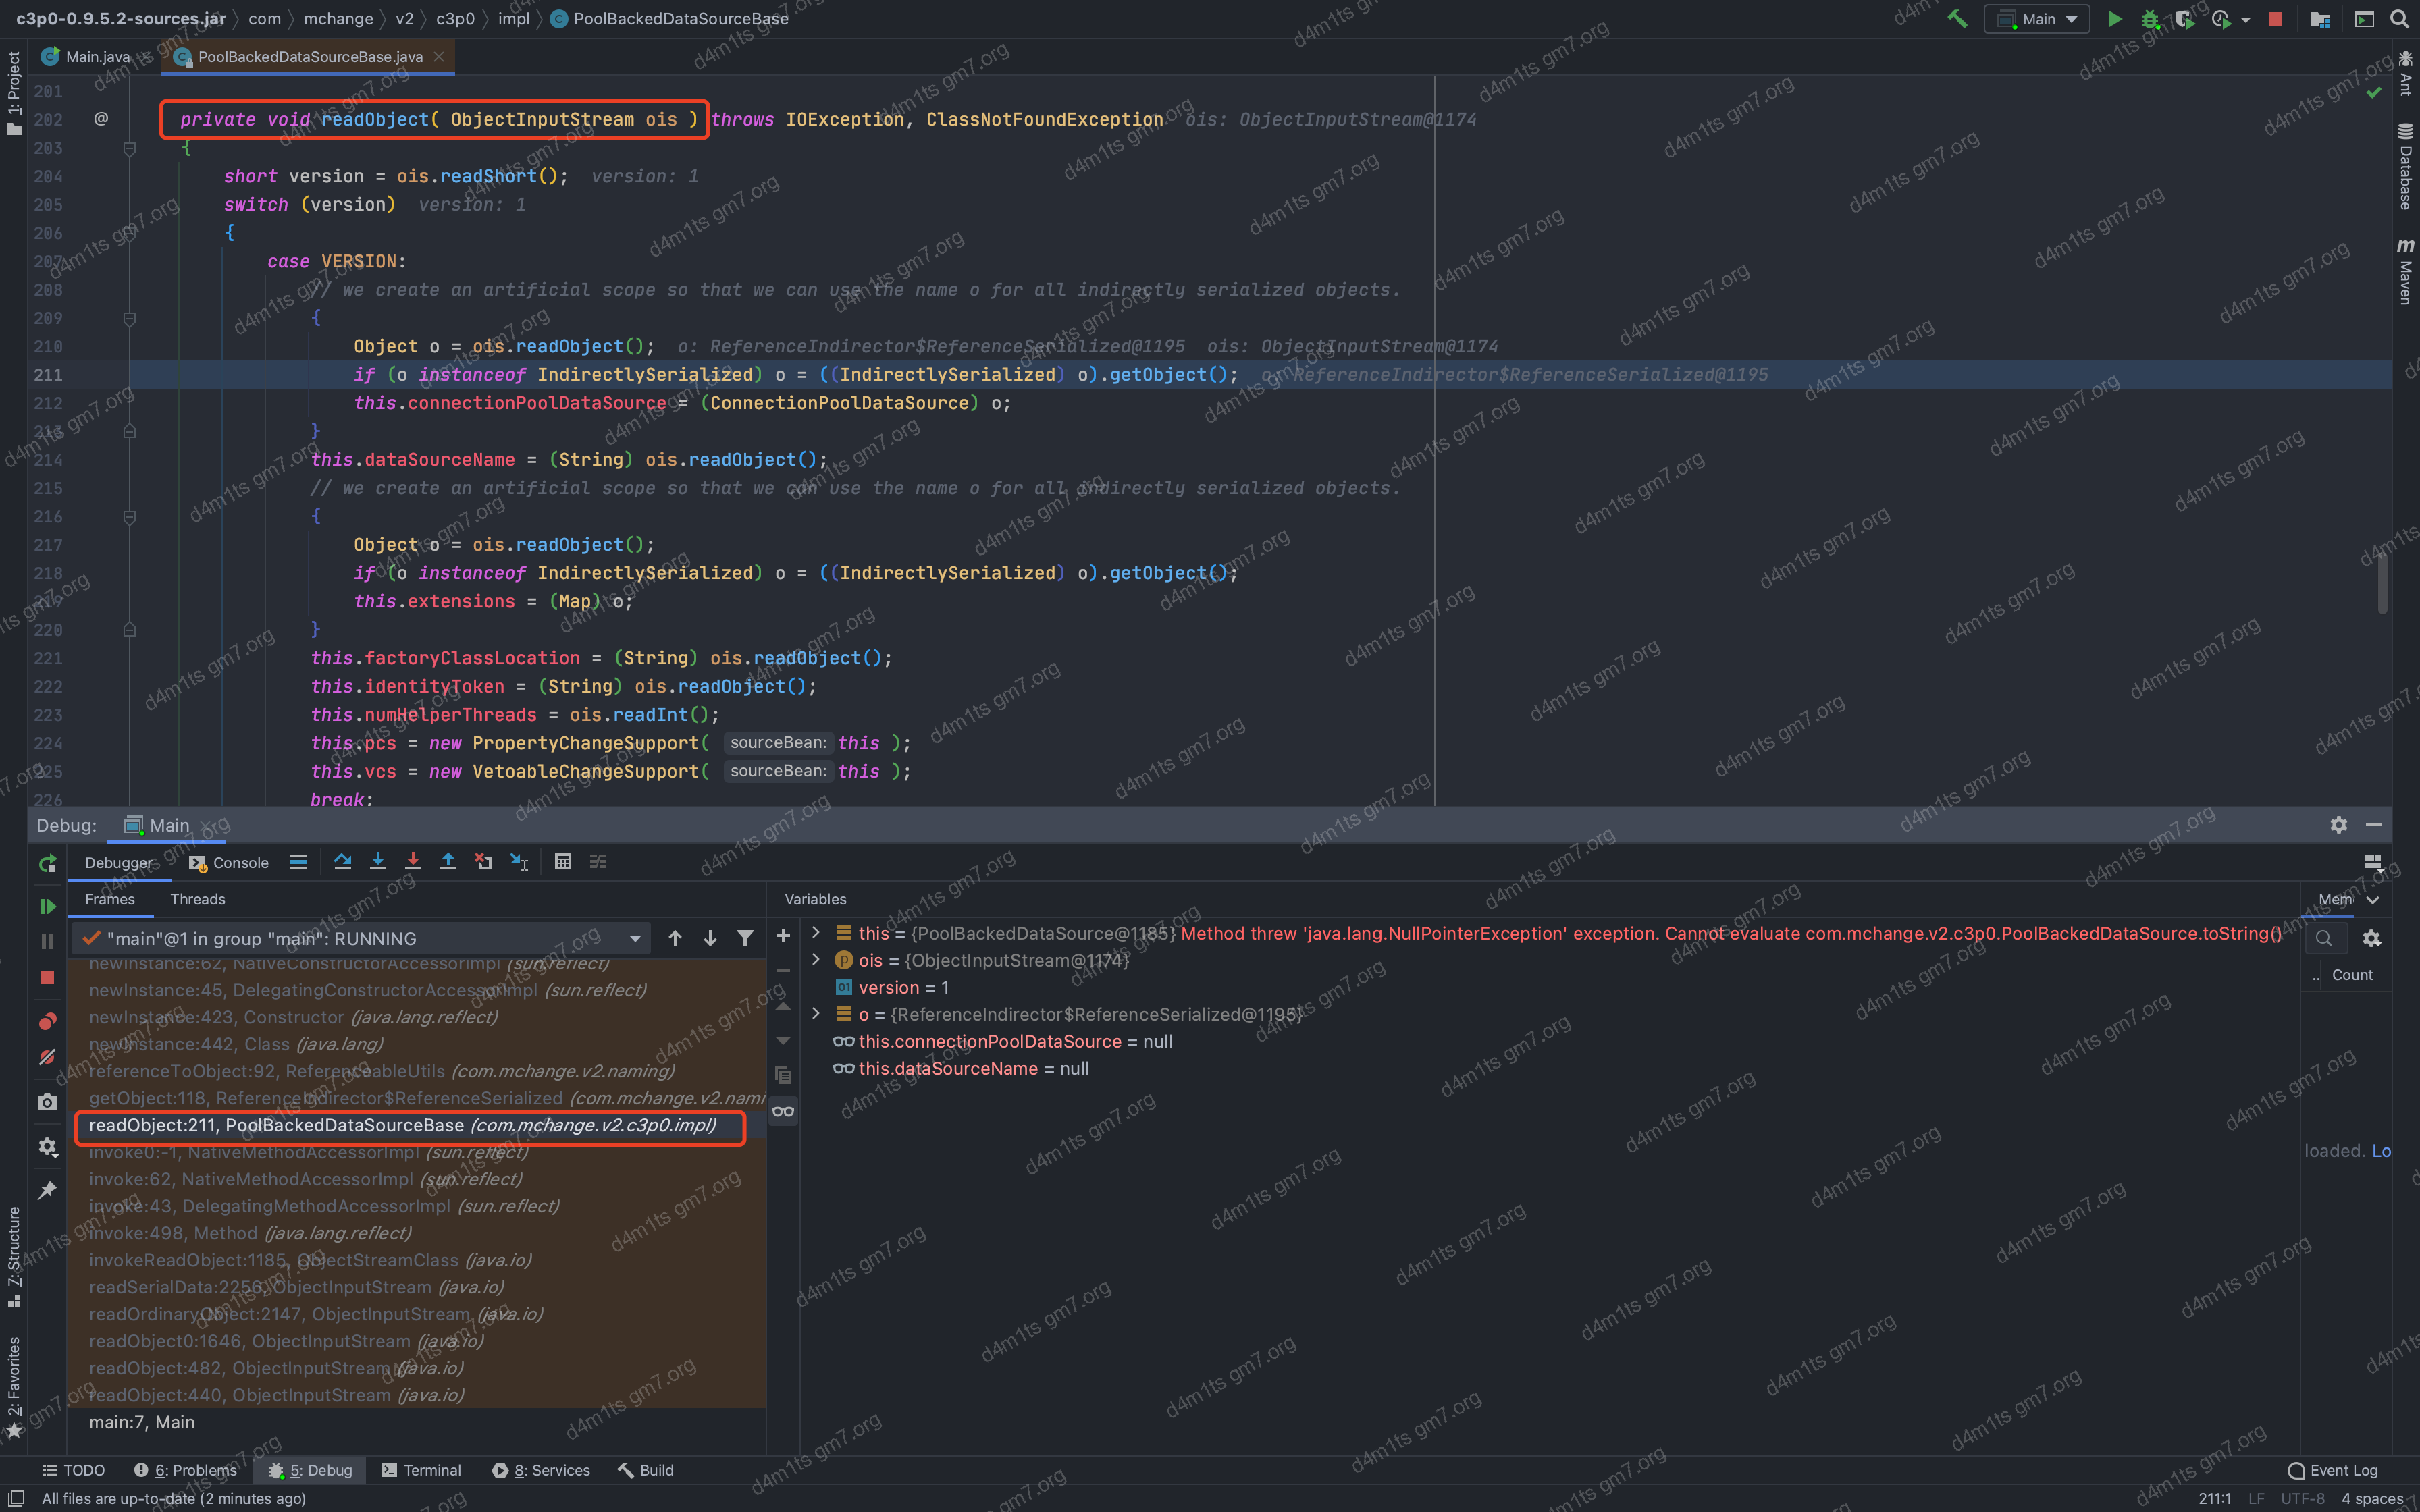 c3p0-0.9.5.2-sources.jar com mchange v2 c3p0 impl PoolBackedDataSourceBase
Main
Main.java PoolBackedDataSourceBase.java
1: Project
7: Structure
2: Favorites
Ant
Database
Maven
201
202 @ private void readObject( ObjectInputStream ois ) throws IOException, ClassNotFoundException ois: ObjectInputStream@1174
203 {
204 short version = ois.readShort(); version: 1
205 switch (version) version: 1
206 {
207 case VERSION:
208 // we create an artificial scope so that we can use the name o for all indirectly serialized objects.
209 {
210 Object o = ois.readObject(); o: ReferenceIndirector$ReferenceSerialized@1195 ois: ObjectInputStream@1174
211 if (o instanceof IndirectlySerialized) o = ((IndirectlySerialized) o).getObject(); o: ReferenceIndirector$ReferenceSerialized@1195
212 this.connectionPoolDataSource = (ConnectionPoolDataSource) o;
213 }
214 this.dataSourceName = (String) ois.readObject();
215 // we create an artificial scope so that we can use the name o for all indirectly serialized objects.
216 {
217 Object o = ois.readObject();
218 if (o instanceof IndirectlySerialized) o = ((IndirectlySerialized) o).getObject();
219 this.extensions = (Map) o;
220 }
221 this.factoryClassLocation = (String) ois.readObject();
222 this.identityToken = (String) ois.readObject();
223 this.numHelperThreads = ois.readInt();
224 this.pcs = new PropertyChangeSupport( sourceBean: this );
225 this.vcs = new VetoableChangeSupport( sourceBean: this );
226 break;
Debug: Main
Debugger Console
Frames Threads
"main"@1 in group "main": RUNNING
newInstance:62, NativeConstructorAccessorImpl (sun.reflect)
newInstance:45, DelegatingConstructorAccessorImpl (sun.reflect)
newInstance:423, Constructor (java.lang.reflect)
newInstance:442, Class (java.lang)
referenceToObject:92, ReferenceableUtils (com.mchange.v2.naming)
getObject:118, ReferenceIndirector$ReferenceSerialized (com.mchange.v2.nami
readObject:211, PoolBackedDataSourceBase (com.mchange.v2.c3p0.impl)
invoke0:-1, NativeMethodAccessorImpl (sun.reflect)
invoke:62, NativeMethodAccessorImpl (sun.reflect)
invoke:43, DelegatingMethodAccessorImpl (sun.reflect)
invoke:498, Method (java.lang.reflect)
invokeReadObject:1185, ObjectStreamClass (java.io)
readSerialData:2256, ObjectInputStream (java.io)
readOrdinaryObject:2147, ObjectInputStream (java.io)
readObject0:1646, ObjectInputStream (java.io)
readObject:482, ObjectInputStream (java.io)
readObject:440, ObjectInputStream (java.io)
main:7, Main
Variables
this = {PoolBackedDataSource@1185} Method threw 'java.lang.NullPointerException' exception. Cannot evaluate com.mchange.v2.c3p0.PoolBackedDataSource.toString()
ois = {ObjectInputStream@1174}
version = 1
o = {ReferenceIndirector$ReferenceSerialized@1195}
this.connectionPoolDataSource = null
this.dataSourceName = null
Mem
.. Count
loaded. Lo
TODO 6: Problems 5: Debug Terminal 8: Services Build Event Log
All files are up-to-date (2 minutes ago) 211:1 LF UTF-8 4 spaces
d4m1ts gm7.org